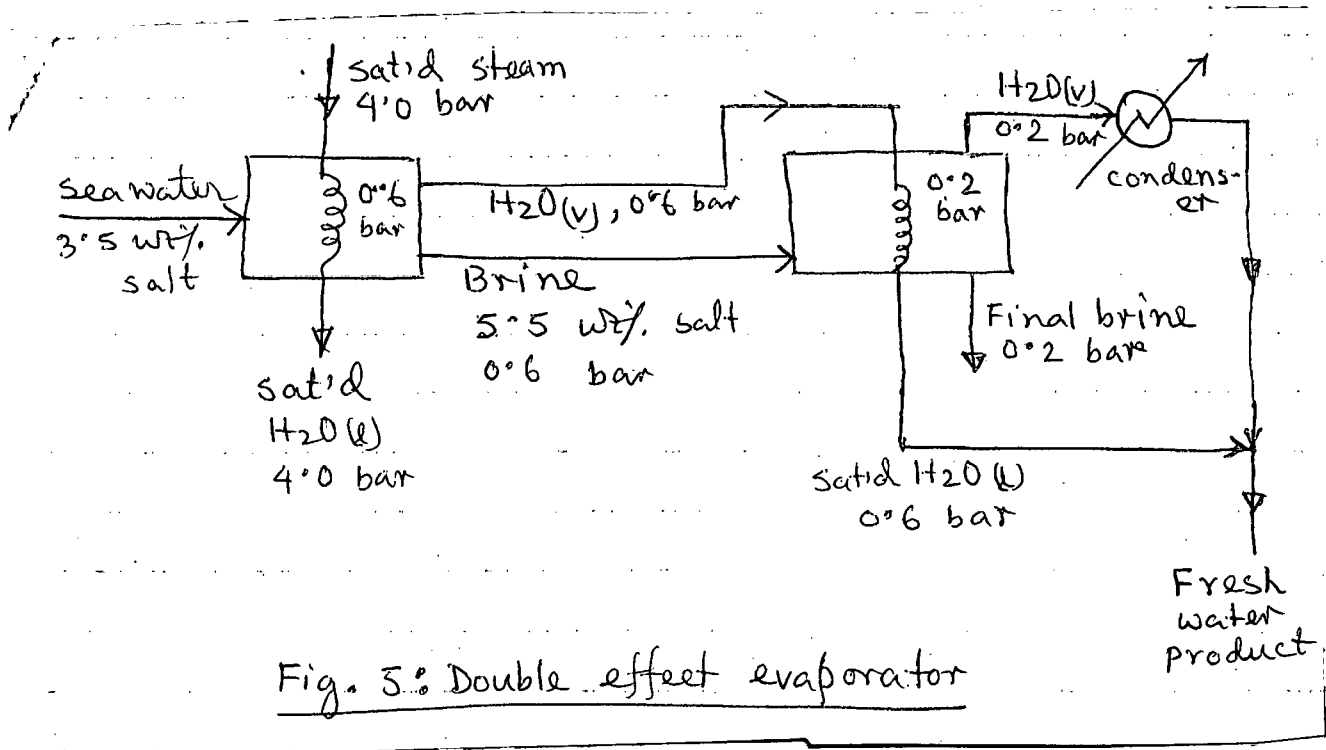 sat'd steam
4.0 bar
sea water
3.5 wt%.
salt
0.6
bar
sat'd
H2O(l)
4.0 bar
H2O(v), 0.6 bar
Brine
5.5 wt%. salt
0.6 bar
0.2
bar
H2O(v)
0.2 bar
condens-
er
Final brine
0.2 bar
sat'd H2O(l)
0.6 bar
Fresh
water
product
Fig. 5: Double effect evaporator